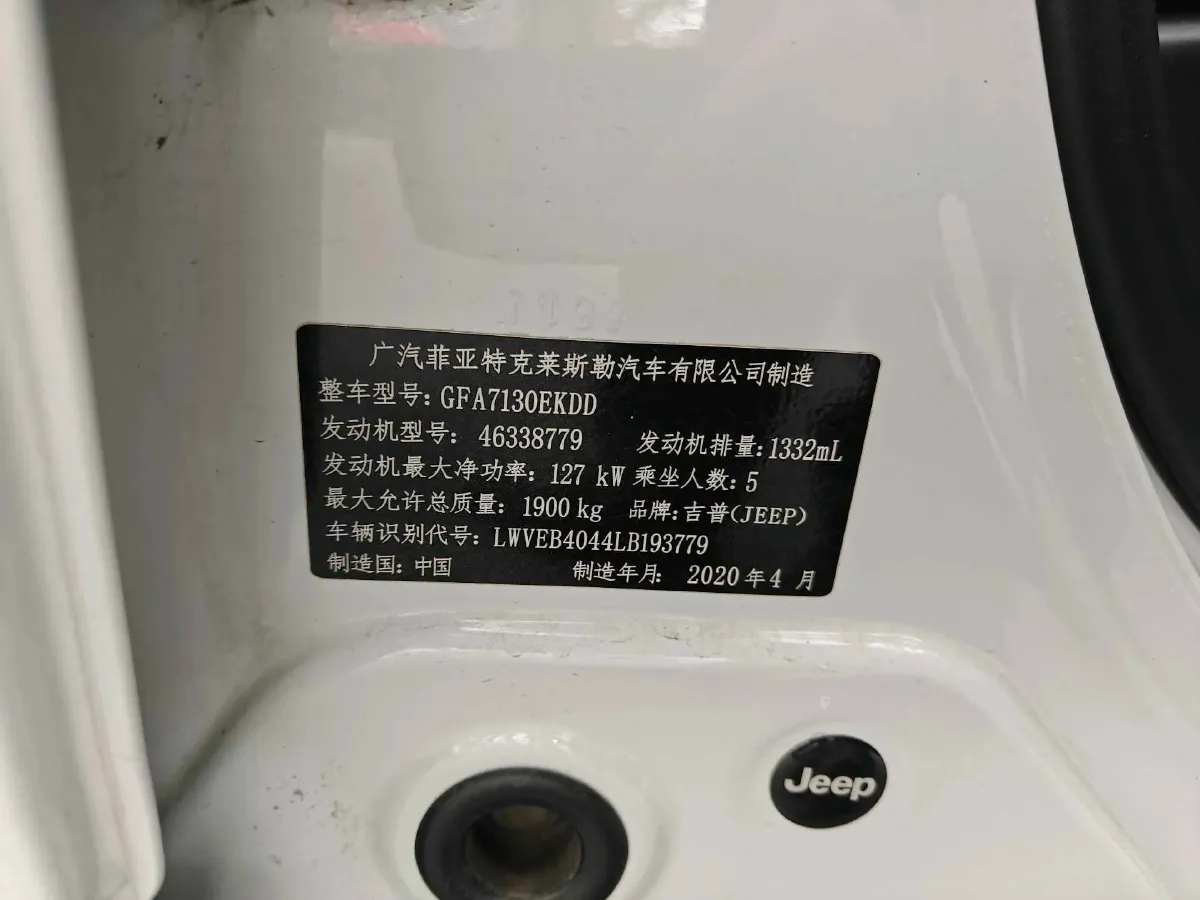 广汽菲亚特克莱斯勒汽车有限公司制造
整车型号: GFA7130EKDD
发动机型号: 46338779 发动机排量: 1332mL
发动机最大净功率: 127 kW 乘坐人数: 5
最大允许总质量: 1900 kg 品牌: 吉普(JEEP)
车辆识别代号: LWVEB4044LB193779
制造国: 中国 制造年月: 2020 年 4 月
Jeep